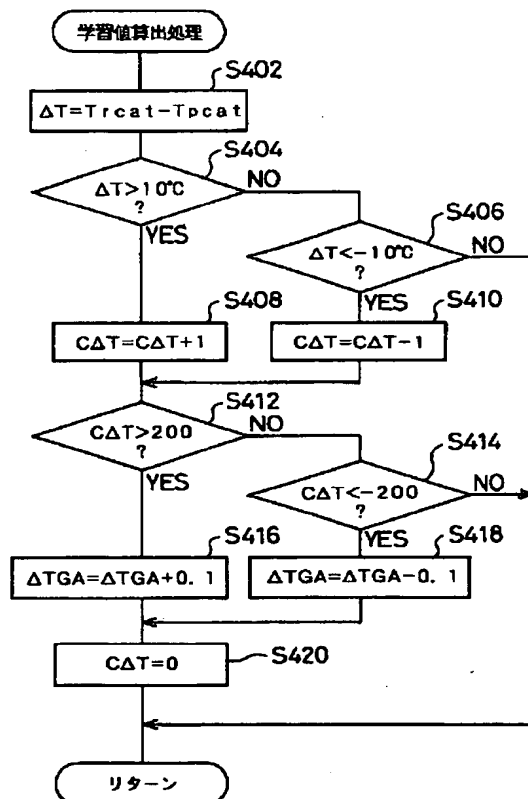 学習値算出処理
S402
ΔT=Trcat-Tpcat
S404
ΔT>10℃
?
NO
YES
S406
ΔT<-10℃
?
NO
YES
S408
CΔT=CΔT+1
S410
CΔT=CΔT-1
S412
CΔT>200
?
NO
YES
S414
CΔT<-200
?
NO
YES
S416
ΔTGA=ΔTGA+0.1
S418
ΔTGA=ΔTGA-0.1
CΔT=0
S420
リターン